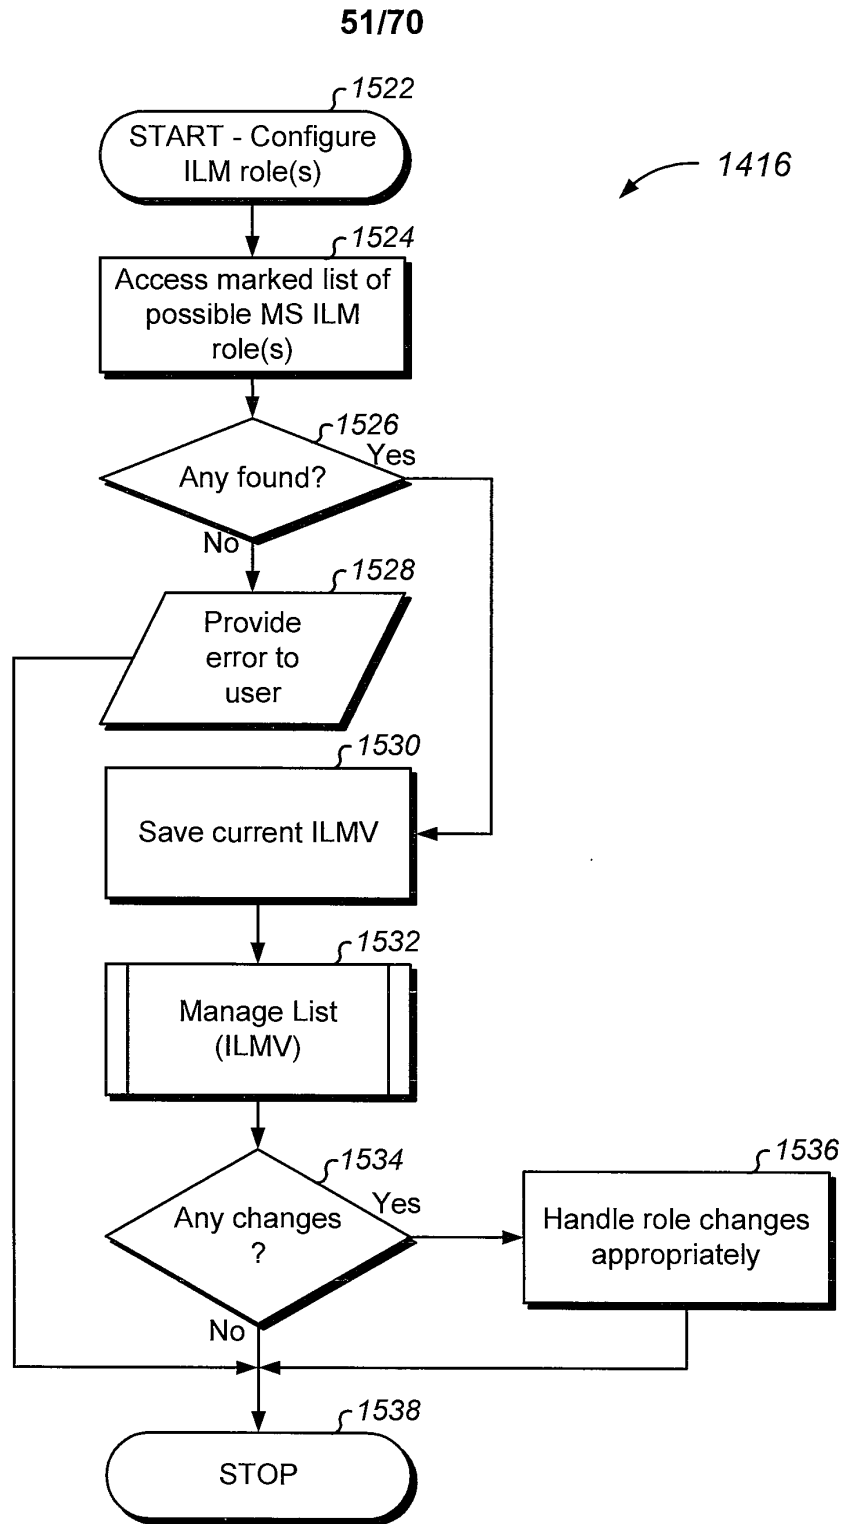 51/70
1522
START - Configure
ILM role(s)
1416
1524
Access marked list of
possible MS ILM
role(s)
1526
Yes
Any found?
No
1528
Provide
error to
user
1530
Save current ILMV
1532
Manage List
(ILMV)
1534
Yes
Any changes
?
1536
Handle role changes
appropriately
No
1538
STOP